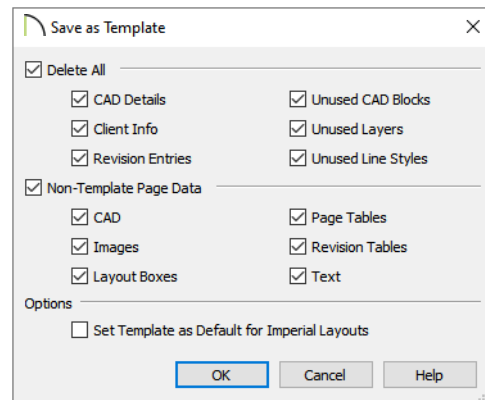 Save as Template
Delete All
CAD Details Unused CAD Blocks
Client Info Unused Layers
Revision Entries Unused Line Styles
Non-Template Page Data
CAD Page Tables
Images Revision Tables
Layout Boxes Text
Options
Set Template as Default for Imperial Layouts
OK Cancel Help